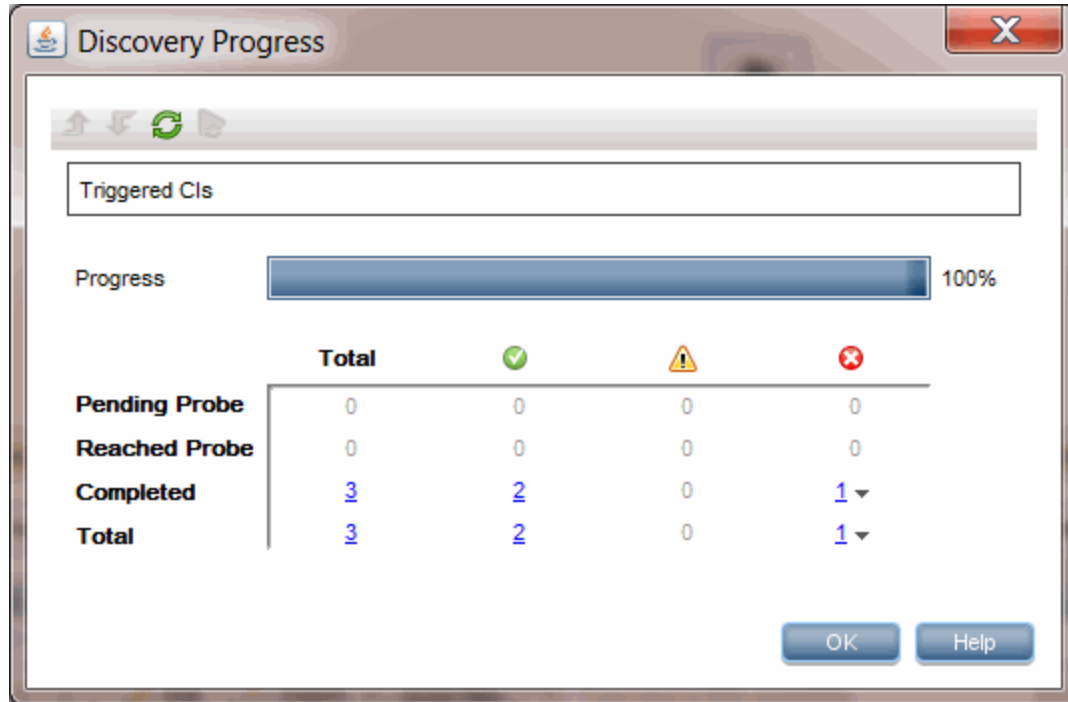 Discovery Progress
Triggered CIs
Progress 100%
Total
Pending Probe 0 0 0 0
Reached Probe 0 0 0 0
Completed 3 2 0 1
Total 3 2 0 1
OK Help